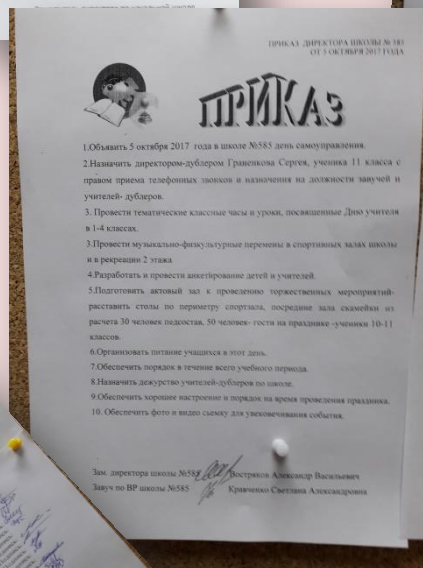 ПРИКАЗ ДИРЕКТОРА ШКОЛЫ № 585
ОТ 5 ОКТЯБРЯ 2017 ГОДА
ПРИКАЗ
1.Объявить 5 октября 2017 года в школе №585 день самоуправления.
2.Назначить директором-дублером Граненкова Сергея, ученика 11 класса с
правом приема телефонных звонков и назначения на должности завучей и
учителей- дублеров.
3. Провести тематические классные часы и уроки, посвященные Дню учителя
в 1-4 классах.
3.Провести музыкально-физкультурные перемены в спортивных залах школы
и в рекреации 2 этажа
4.Разработать и провести анкетирование детей и учителей.
5.Подготовить актовый зал к проведению торжественных мероприятий-
расставить столы по периметру спортзала, посредине зала скамейки из
расчета 30 человек педсостав, 50 человек- гости на празднике -ученики 10-11
классов.
6.Организовать питание учащихся в этот день.
7.Обеспечить порядок в течение всего учебного периода.
8.Назначить дежурство учителей-дублеров по школе.
9.Обеспечить хорошее настроение и порядок на время проведения праздника.
10. Обеспечить фото и видео съемку для увековечивания события.
Зам. директора школы №585 Востряков Александр Васильевич
Завуч по ВР школы №585 Кравченко Светлана Александровна